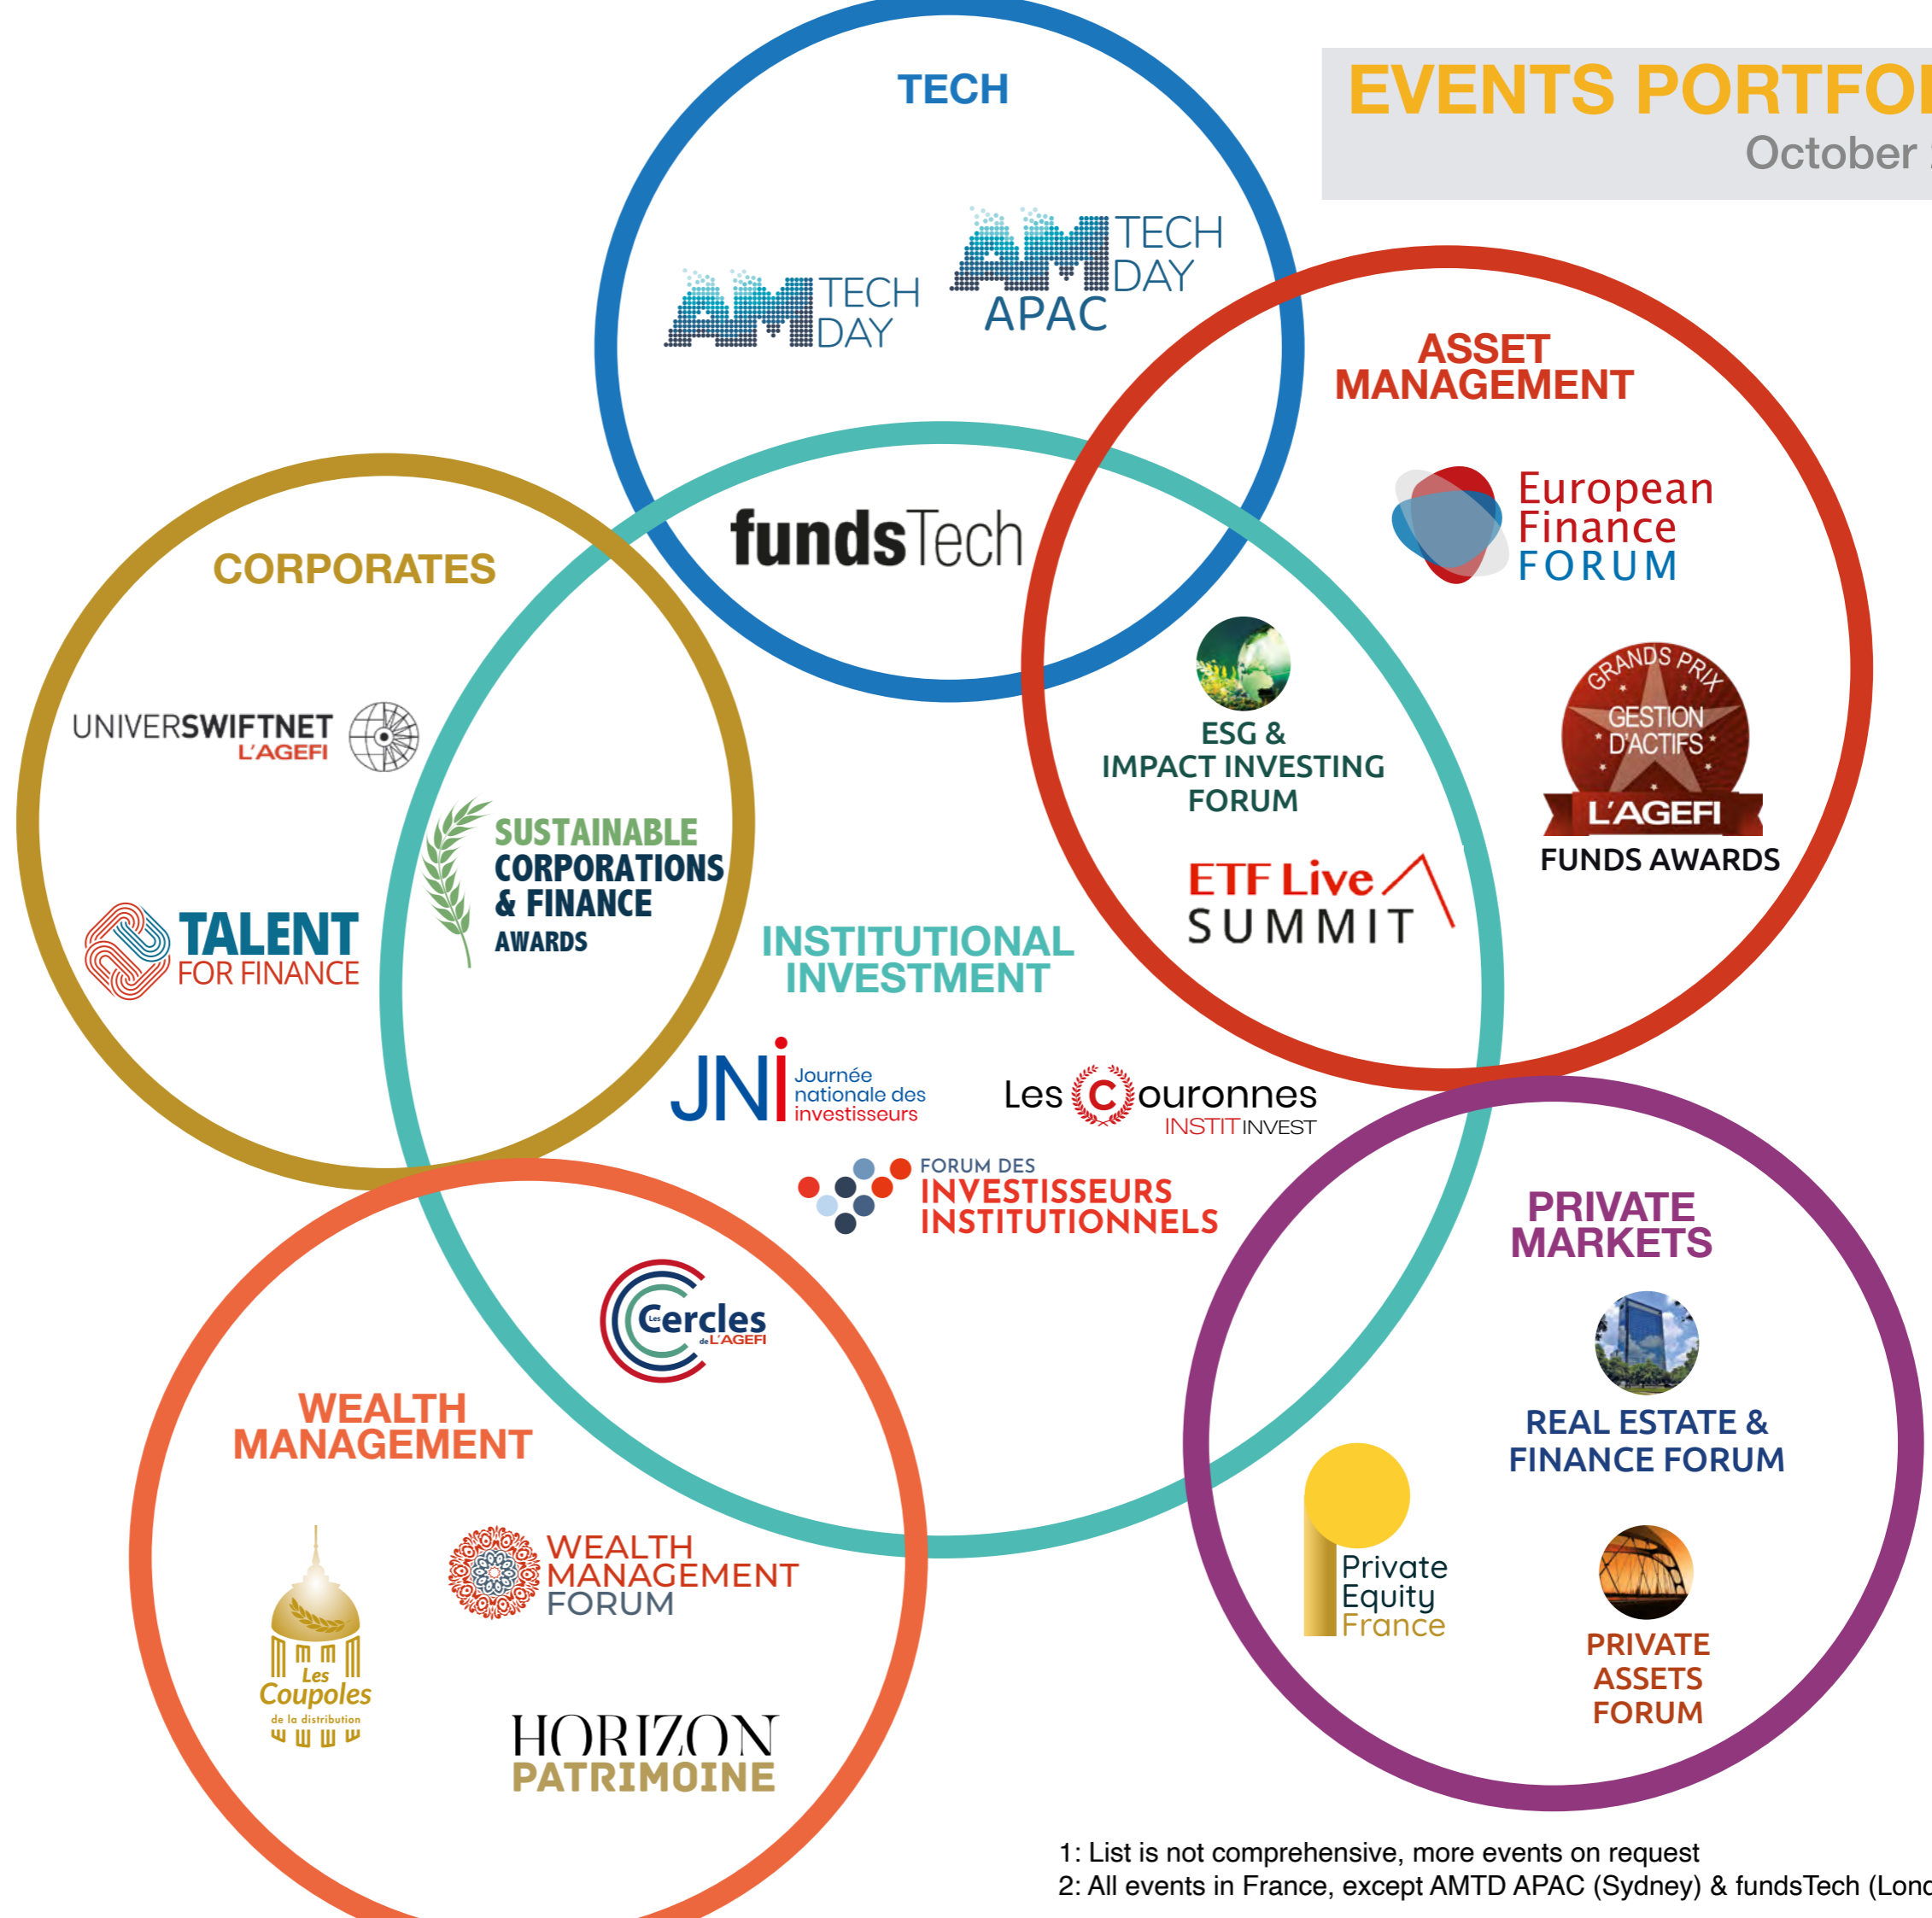 TECH
EVENTS PORTFOL
October
AM TECH
DAY
AM TECH
DAY
APAC
ASSET
MANAGEMENT
European
Finance
FORUM
fundsTech
CORPORATES
UNIVERSWIFTNET
L'AGEFI
TALENT
FOR FINANCE
SUSTAINABLE
CORPORATIONS
& FINANCE
AWARDS
ESG &
IMPACT INVESTING
FORUM
ETF Live
SUMMIT
GRANDS PRIX
GESTION
D'ACTIFS
L'AGEFI
FUNDS AWARDS
INSTITUTIONAL
INVESTMENT
JNI Journée
nationale des
investisseurs
Les Couronnes
INSTITINVEST
FORUM DES
INVESTISSEURS
INSTITUTIONNELS
Les Cercles
de L'AGEFI
WEALTH
MANAGEMENT
WEALTH
MANAGEMENT
FORUM
Les
Coupoles
de la distribution
HORIZON
PATRIMOINE
PRIVATE
MARKETS
REAL ESTATE &
FINANCE FORUM
Private
Equity
France
PRIVATE
ASSETS
FORUM
1: List is not comprehensive, more events on request
2: All events in France, except AMTD APAC (Sydney) & fundsTech (Lond